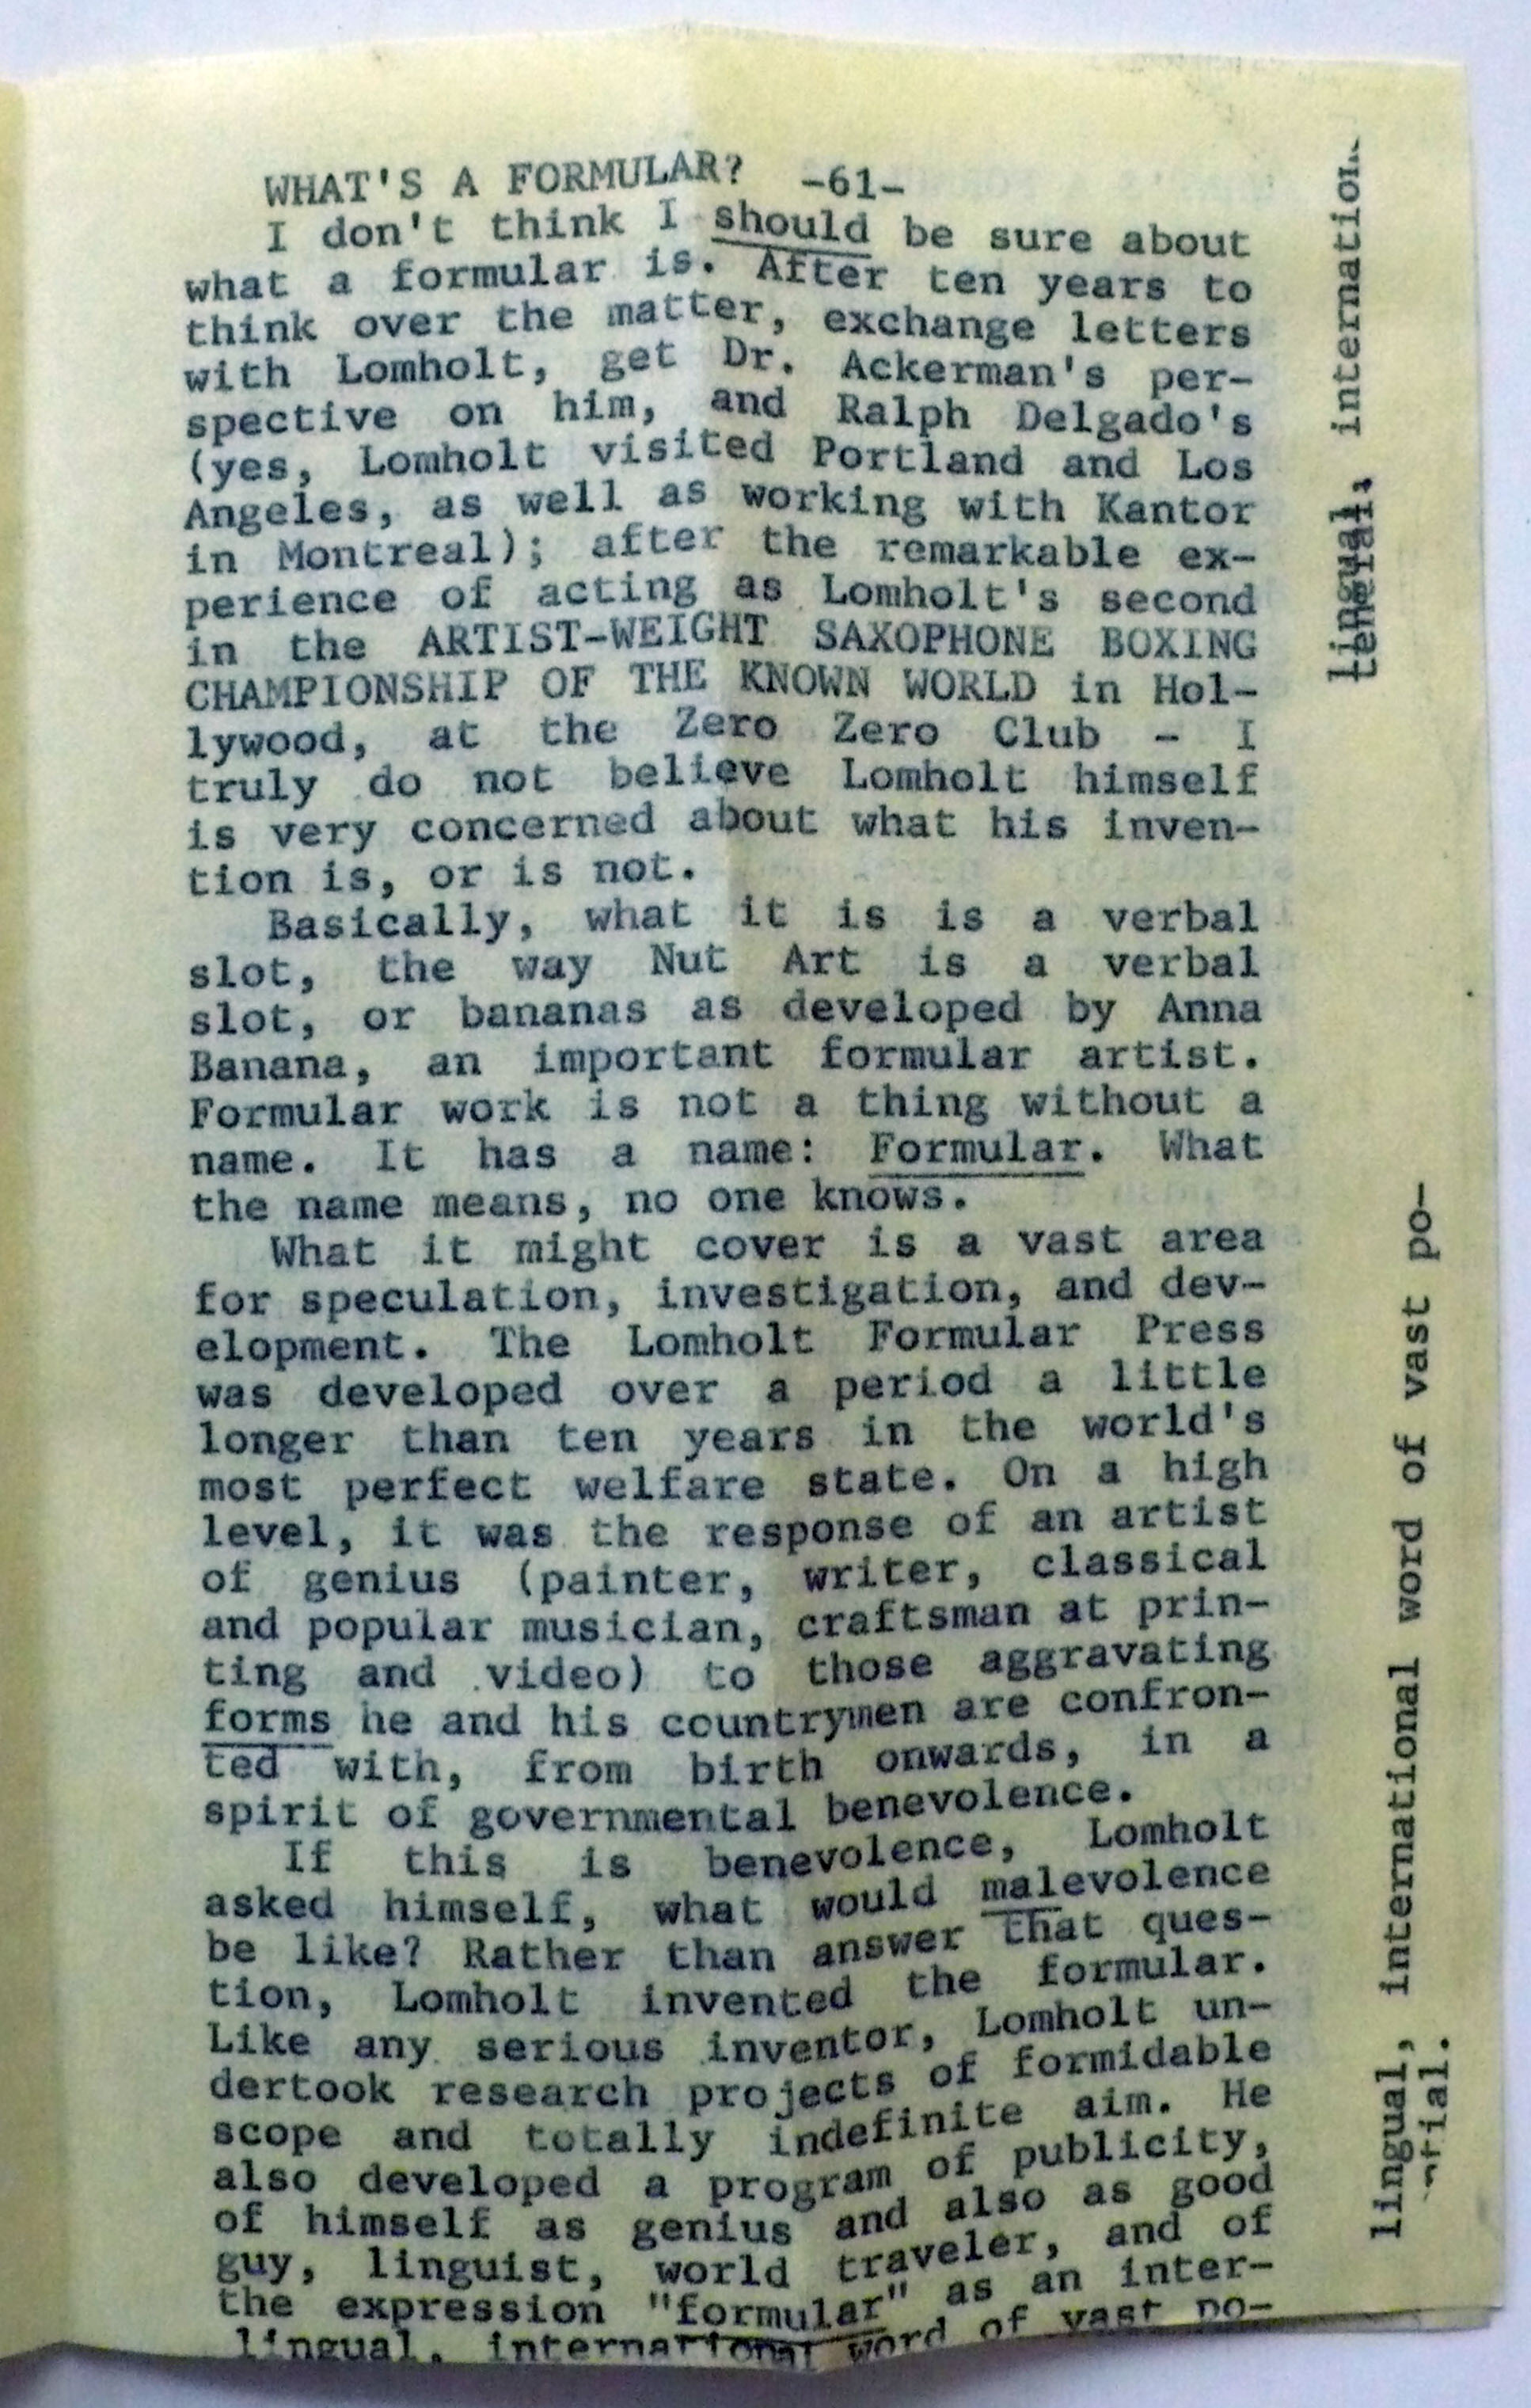 WHAT'S A FORMULAR? -61-
I don't think I should be sure about
what a formular is. After ten years to
think over the matter, exchange letters
with Lomholt, get Dr. Ackerman's per-
spective on him, and Ralph Delgado's
(yes, Lomholt visited Portland and Los
Angeles, as well as working with Kantor
in Montreal); after the remarkable ex-
perience of acting as Lomholt's second
in the ARTIST-WEIGHT SAXOPHONE BOXING
CHAMPIONSHIP OF THE KNOWN WORLD in Hol-
lywood, at the Zero Zero Club - I
truly do not believe Lomholt himself
is very concerned about what his inven-
tion is, or is not.
Basically, what it is is a verbal
slot, the way Nut Art is a verbal
slot, or bananas as developed by Anna
Banana, an important formular artist.
Formular work is not a thing without a
name. It has a name: Formular. What
the name means, no one knows.
What it might cover is a vast area
for speculation, investigation, and dev-
elopment. The Lomholt Formular Press
was developed over a period a little
longer than ten years in the world's
most perfect welfare state. On a high
level, it was the response of an artist
of genius (painter, writer, classical
and popular musician, craftsman at prin-
ting and video) to those aggravating
forms he and his countrymen are confron-
ted with, from birth onwards, in a
spirit of governmental benevolence.
If this is benevolence, Lomholt
asked himself, what would malevolence
be like? Rather than answer that ques-
tion, Lomholt invented the formular.
Like any serious inventor, Lomholt un-
dertook research projects of formidable
scope and totally indefinite aim. He
also developed a program of publicity,
of himself as genius and also as good
guy, linguist, world traveler, and of
the expression "formular" as an inter-
lingual, international word of vast po-
lingual, internation
lingual, international word of vast po-
tial.